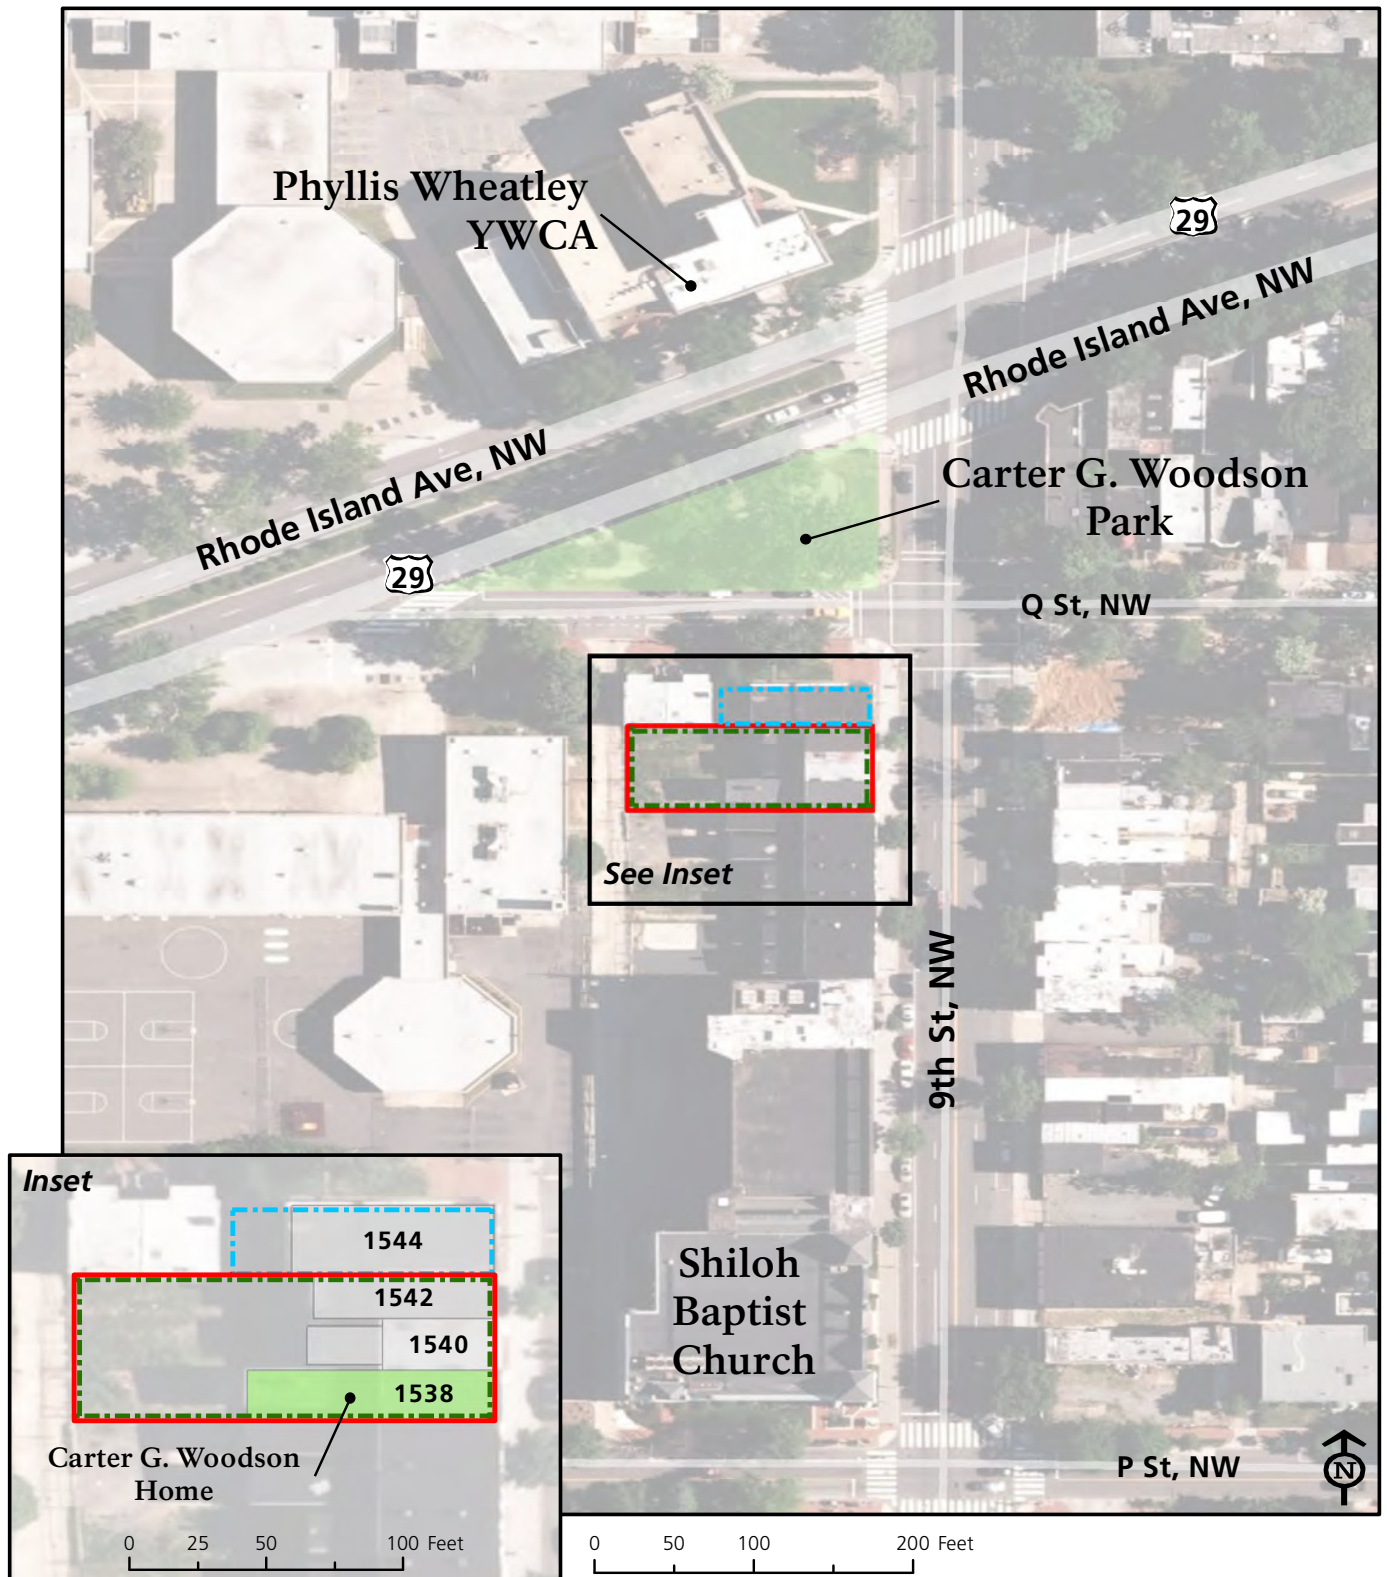 Phyllis Wheatley
YWCA
29
Rhode Island Ave, NW
Rhode Island Ave, NW
Carter G. Woodson
Park
29
Q St, NW
See Inset
9th St, NW
Inset
1544
1542
1540
1538
Carter G. Woodson
Home
0 25 50 100 Feet
Shiloh
Baptist
Church
P St, NW
N
0 50 100 200 Feet